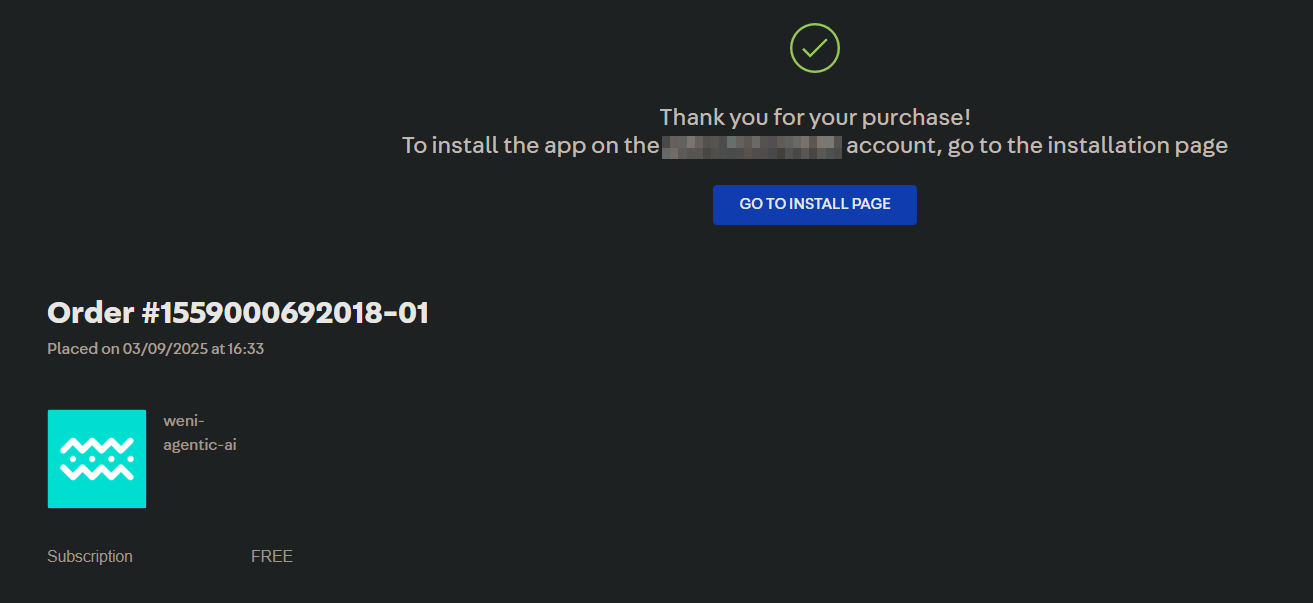 Thank you for your purchase!
To install the app on the account, go to the installation page
GO TO INSTALL PAGE
Order #1559000692018-01
Placed on 03/09/2025 at 16:33
weni-
agentic-ai
Subscription FREE